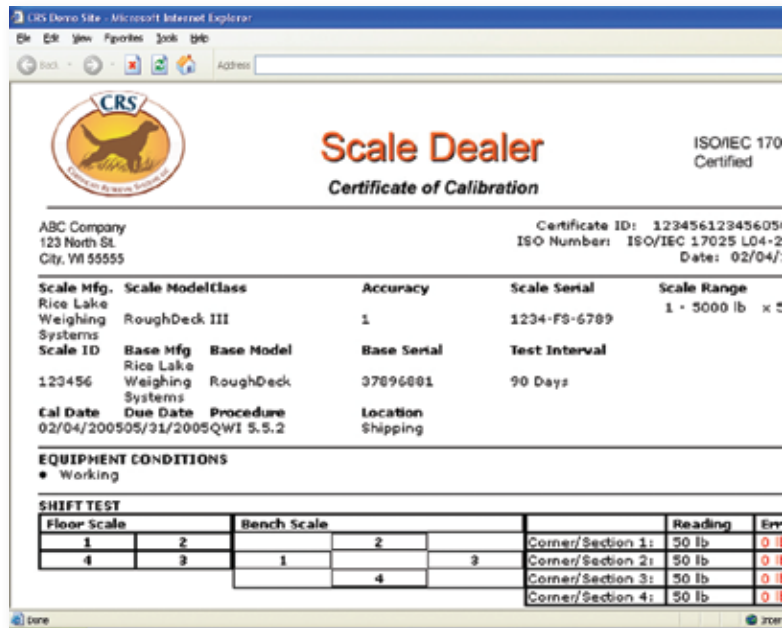 CRS Demo Site - Microsoft Internet Explorer
File Edit View Favorites Tools Help
Back Address
CRS
Scale Dealer
ISO/IEC 170
Certified
Certificate of Calibration
ABC Company
123 North St.
City, WI 55555
Certificate ID: 123456123456050
ISO Number: ISO/IEC 17025 L04-2
Date: 02/04/
Scale Mfg. Scale Model Class Accuracy Scale Serial Scale Range
Rice Lake Weighing Systems RoughDeck III 1 1234-FS-6789 1 - 5000 lb x 5
Scale ID Base Mfg Base Model Base Serial Test Interval
123456 Rice Lake Weighing Systems RoughDeck 37896881 90 Days
Cal Date Due Date Procedure Location
02/04/2005 05/31/2005 QWI 5.5.2 Shipping
EQUIPMENT CONDITIONS
• Working
SHIFT TEST
Floor Scale Bench Scale Reading Err
1 2 2 Corner/Section 1: 50 lb 0 l
4 3 1 3 Corner/Section 2: 50 lb 0 l
4 Corner/Section 3: 50 lb 0 l
Corner/Section 4: 50 lb 0 l
Done